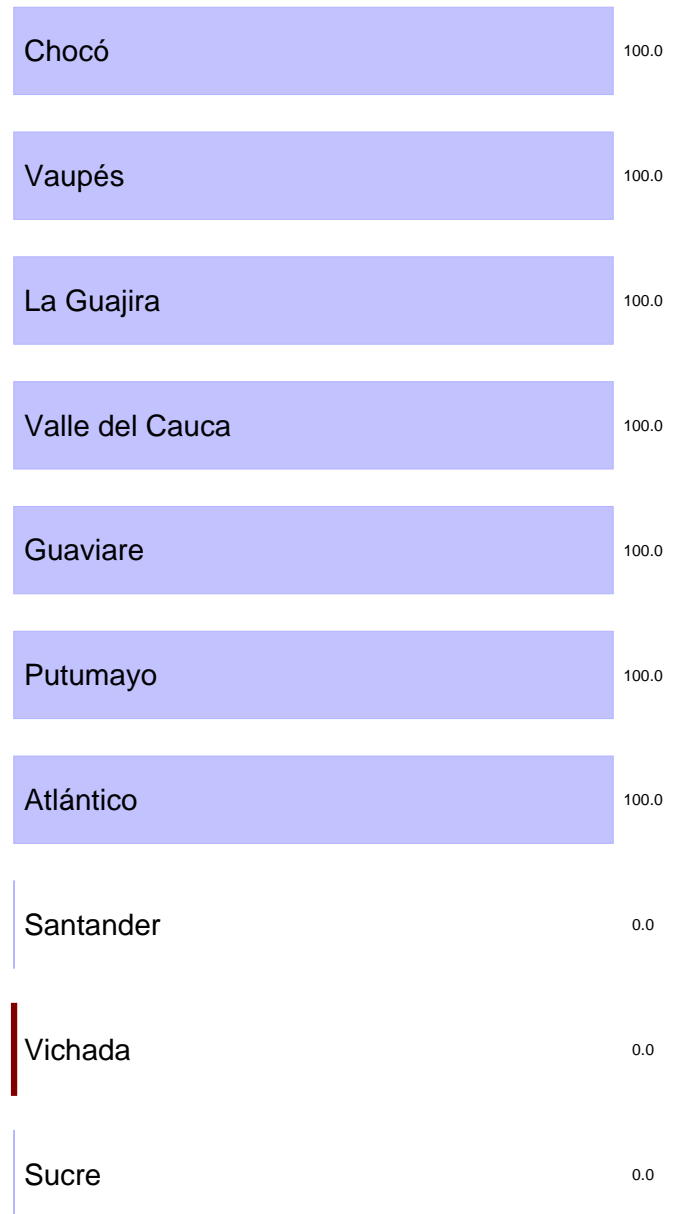 Chocó 100.0
Vaupés 100.0
La Guajira 100.0
Valle del Cauca 100.0
Guaviare 100.0
Putumayo 100.0
Atlántico 100.0
Santander 0.0
Vichada 0.0
Sucre 0.0